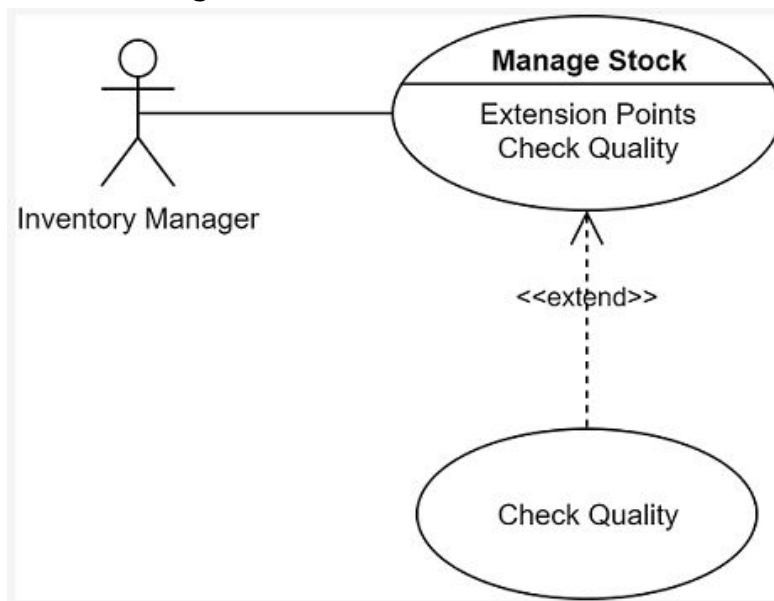 Manage Stock
Extension Points
Check Quality
Inventory Manager
<<extend>>
Check Quality